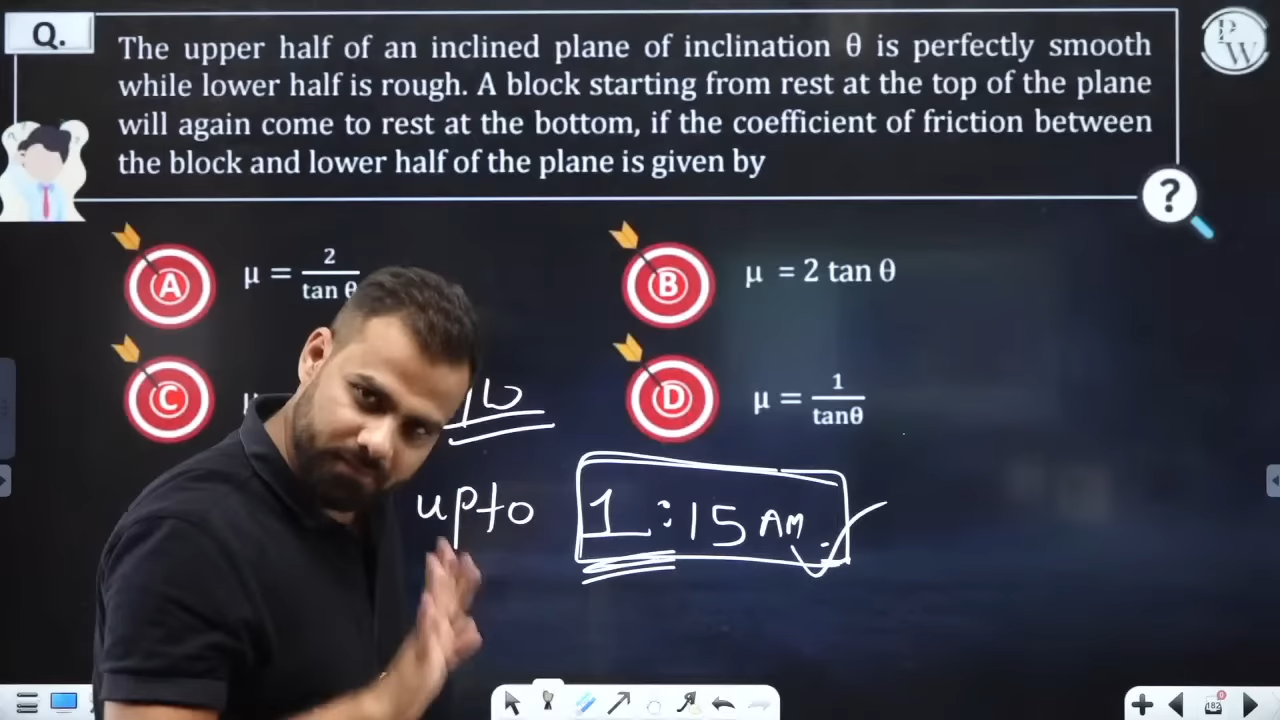 Q.
The upper half of an inclined plane of inclination θ is perfectly smooth
while lower half is rough. A block starting from rest at the top of the plane
will again come to rest at the bottom, if the coefficient of friction between
the block and lower half of the plane is given by
PW
?
A μ = 2/tan θ
B μ = 2 tan θ
C
D μ = 1/tanθ
upto 1:15 AM
182